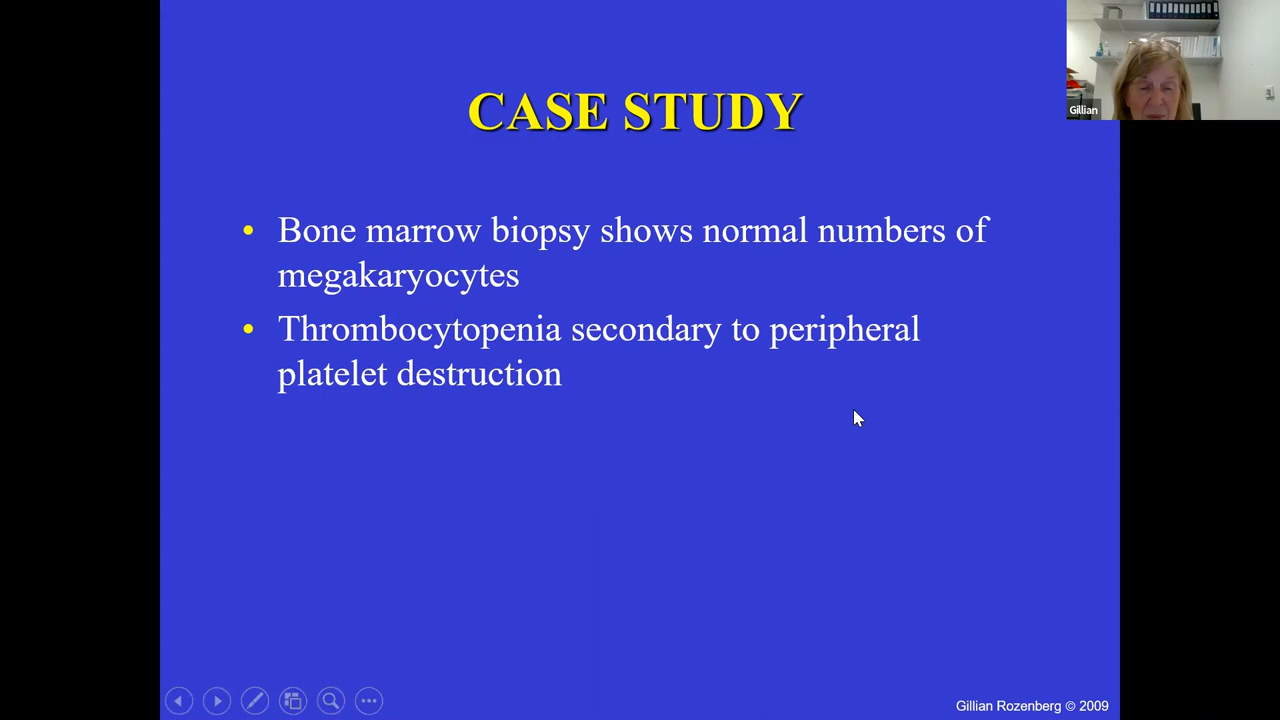 CASE STUDY
Gillian
• Bone marrow biopsy shows normal numbers of
megakaryocytes
• Thrombocytopenia secondary to peripheral
platelet destruction
Gillian Rozenberg © 2009